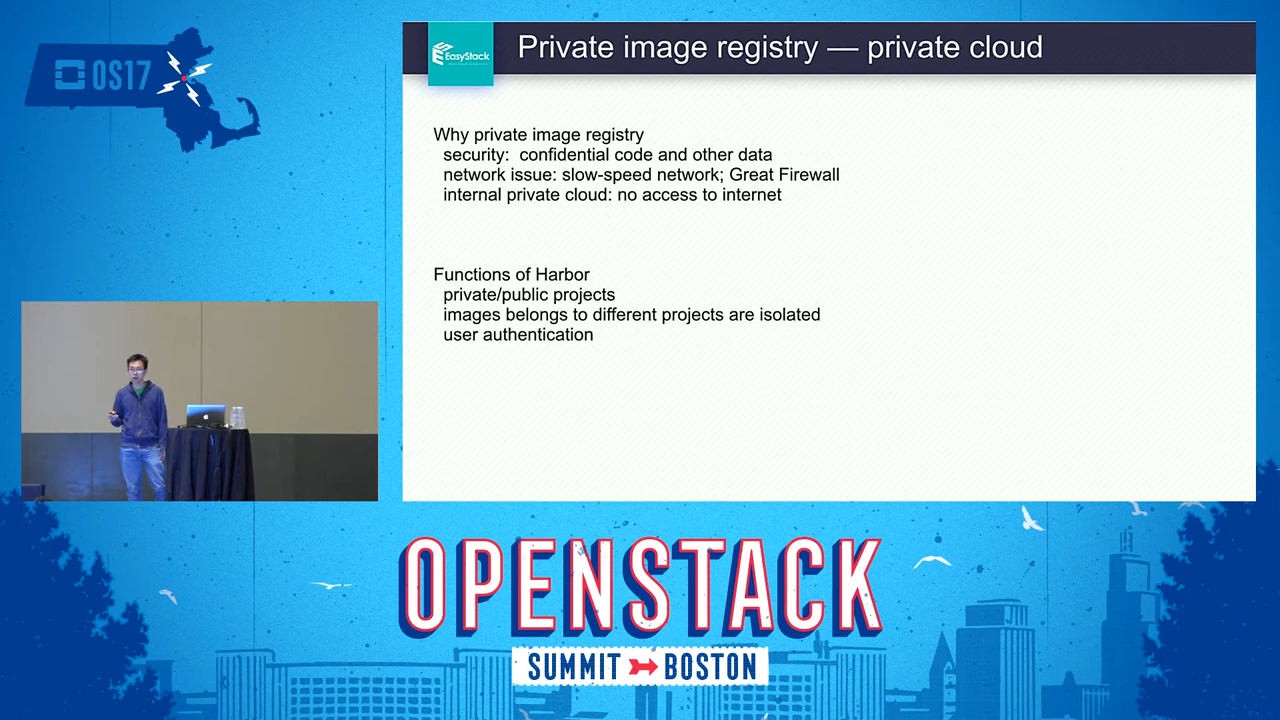 OS17
EasyStack
Private image registry — private cloud
Why private image registry
security:  confidential code and other data
network issue: slow-speed network; Great Firewall
internal private cloud: no access to internet
Functions of Harbor
private/public projects
images belongs to different projects are isolated
user authentication
OPENSTACK
SUMMIT BOSTON